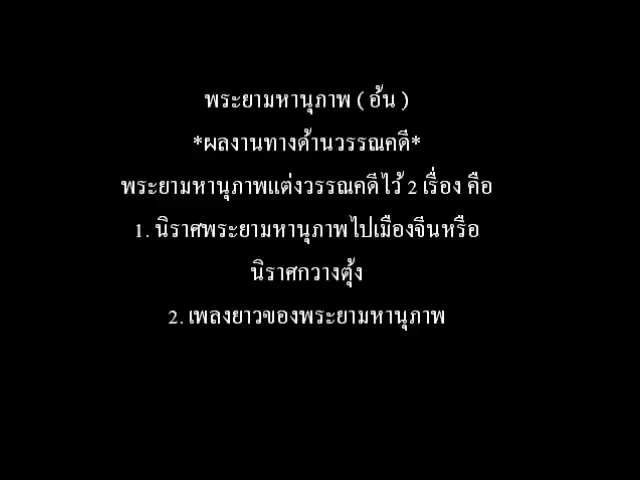 พระยามหานุภาพ ( อ้น )
*ผลงานทางด้านวรรณคดี*
พระยามหานุภาพแต่งวรรณคดีไว้ 2 เรื่อง คือ
1. นิราศพระยามหานุภาพไปเมืองจีนหรือ
นิราศกวางตุ้ง
2. เพลงยาวของพระยามหานุภาพ